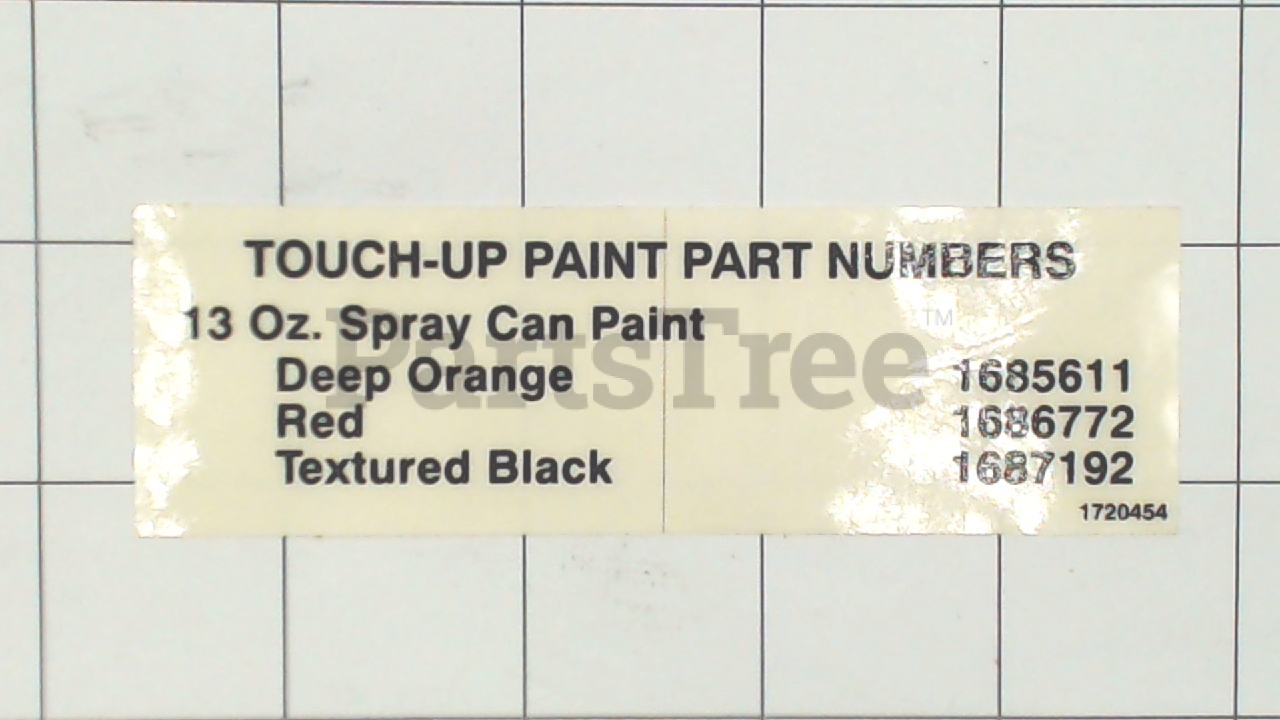 TOUCH-UP PAINT PART NUMBERS
13 Oz. Spray Can Paint
Deep Orange 1685611
Red 1686772
Textured Black 1687192
1720454
PartsTree™